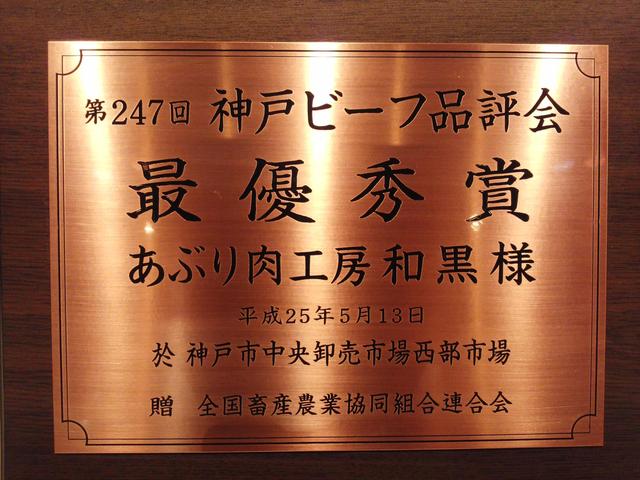 第247回 神戸ビーフ品評会
最優秀賞
あぶり肉工房和黒様
平成25年5月13日
於 神戸市中央卸売市場西部市場
贈 全国畜産農業協同組合連合会